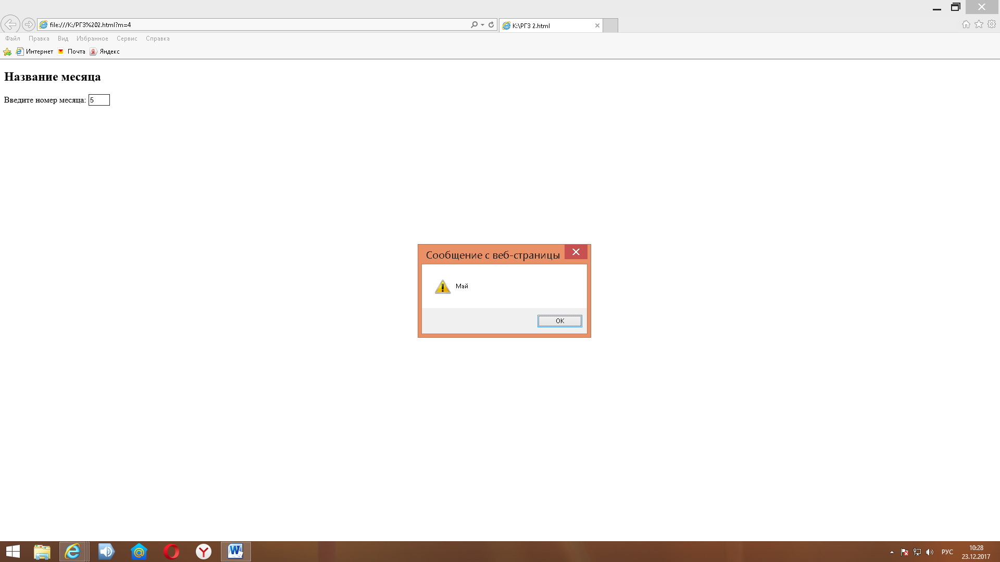 file:///K:/РГЗ%202.html?m=4
K:\РГЗ 2.html
Файл Правка Вид Избранное Сервис Справка
Интернет Почта Яндекс
Название месяца
Введите номер месяца: 5
Сообщение с веб-страницы
Май
OK
РУС
10:28
23.12.2017